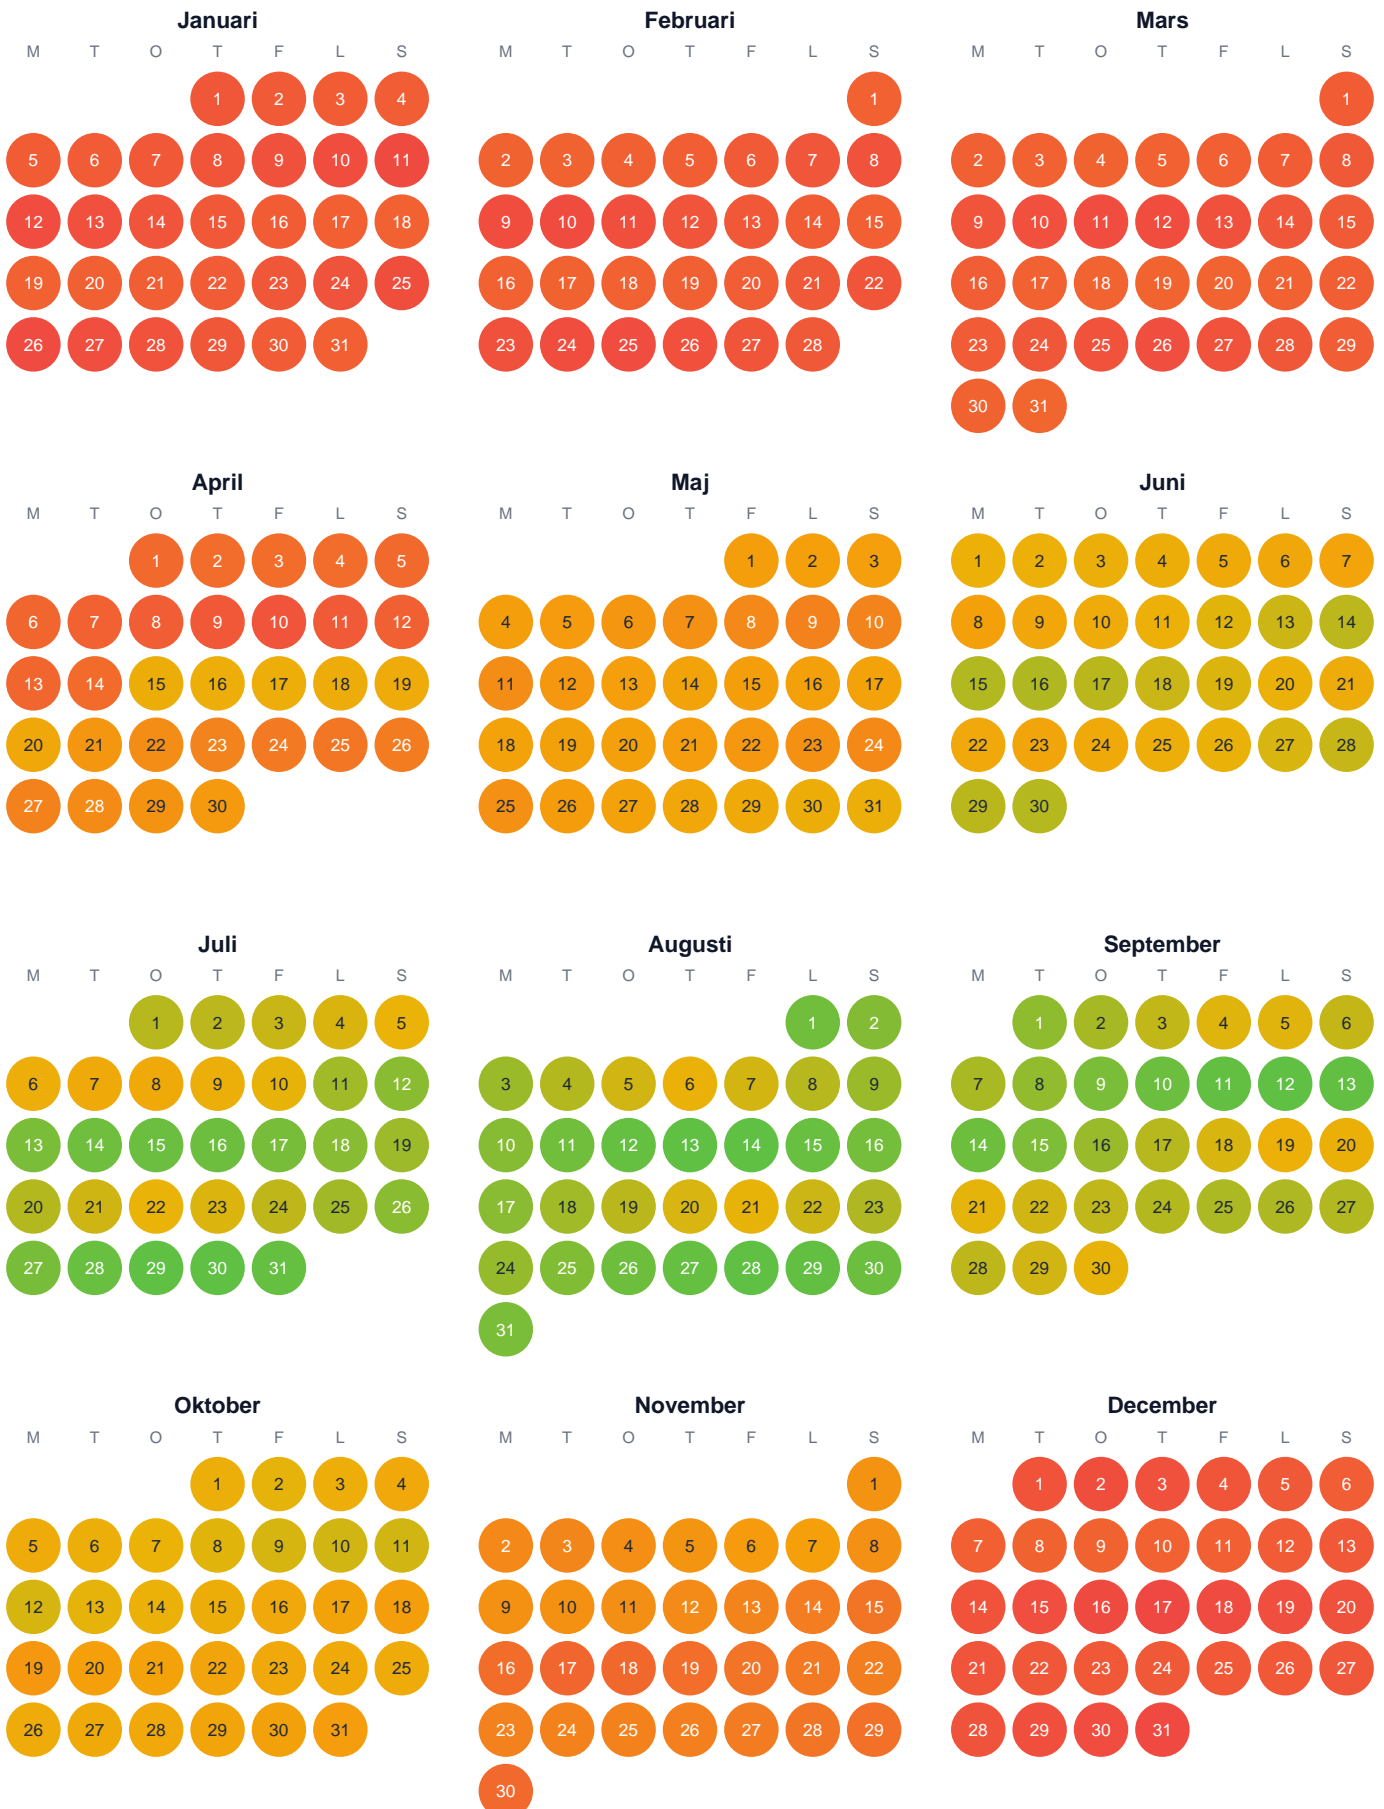 Januari Februari Mars
M T O T F L S M T O T F L S M T O T F L S
1 2 3 4 1 1
5 6 7 8 9 10 11 2 3 4 5 6 7 8 2 3 4 5 6 7 8
12 13 14 15 16 17 18 9 10 11 12 13 14 15 9 10 11 12 13 14 15
19 20 21 22 23 24 25 16 17 18 19 20 21 22 16 17 18 19 20 21 22
26 27 28 29 30 31 23 24 25 26 27 28 23 24 25 26 27 28 29
30 31
April Maj Juni
M T O T F L S M T O T F L S M T O T F L S
1 2 3 4 5 1 2 3 1 2 3 4 5 6 7
6 7 8 9 10 11 12 4 5 6 7 8 9 10 8 9 10 11 12 13 14
13 14 15 16 17 18 19 11 12 13 14 15 16 17 15 16 17 18 19 20 21
20 21 22 23 24 25 26 18 19 20 21 22 23 24 22 23 24 25 26 27 28
27 28 29 30 25 26 27 28 29 30 31 29 30
Juli Augusti September
M T O T F L S M T O T F L S M T O T F L S
1 2 3 4 5 1 2 1 2 3 4 5 6
6 7 8 9 10 11 12 3 4 5 6 7 8 9 7 8 9 10 11 12 13
13 14 15 16 17 18 19 10 11 12 13 14 15 16 14 15 16 17 18 19 20
20 21 22 23 24 25 26 17 18 19 20 21 22 23 21 22 23 24 25 26 27
27 28 29 30 31 24 25 26 27 28 29 30 28 29 30
31
Oktober November December
M T O T F L S M T O T F L S M T O T F L S
1 2 3 4 1 1 2 3 4 5 6
5 6 7 8 9 10 11 2 3 4 5 6 7 8 7 8 9 10 11 12 13
12 13 14 15 16 17 18 9 10 11 12 13 14 15 14 15 16 17 18 19 20
19 20 21 22 23 24 25 16 17 18 19 20 21 22 21 22 23 24 25 26 27
26 27 28 29 30 31 23 24 25 26 27 28 29 28 29 30 31
30